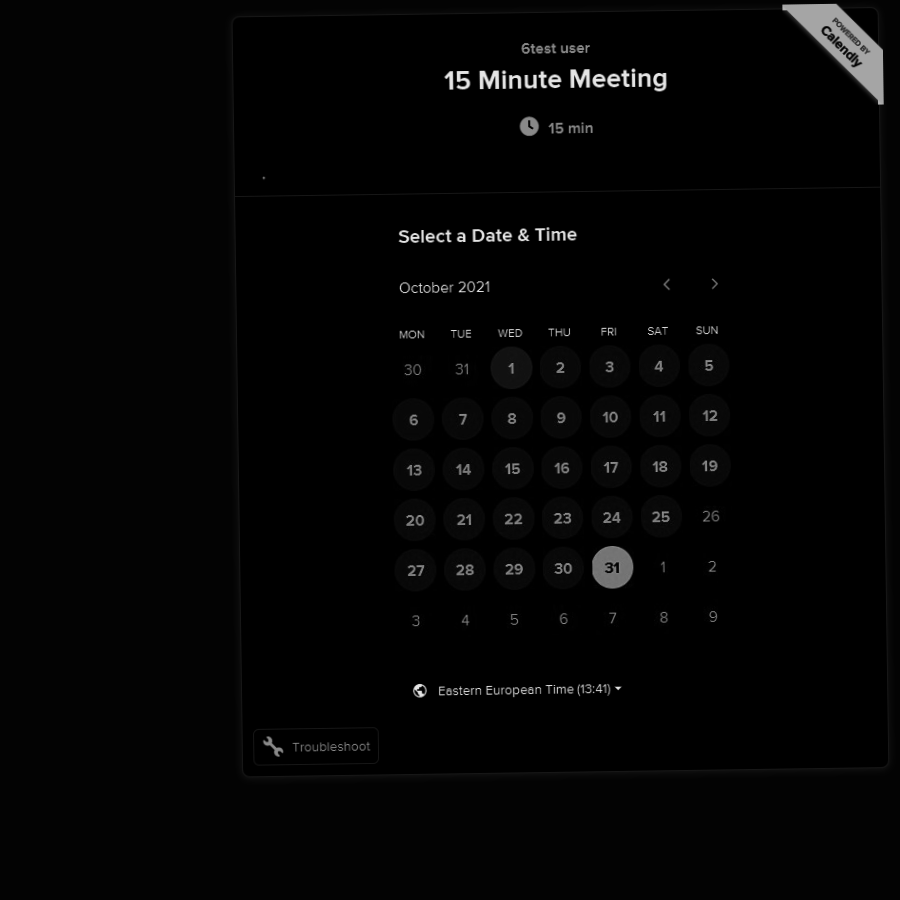 POWERED BY
Calendly
6test user
15 Minute Meeting
15 min
Select a Date & Time
October 2021
MON TUE WED THU FRI SAT SUN
30 31 1 2 3 4 5
6 7 8 9 10 11 12
13 14 15 16 17 18 19
20 21 22 23 24 25 26
27 28 29 30 31 1 2
3 4 5 6 7 8 9
Eastern European Time (13:41)
Troubleshoot